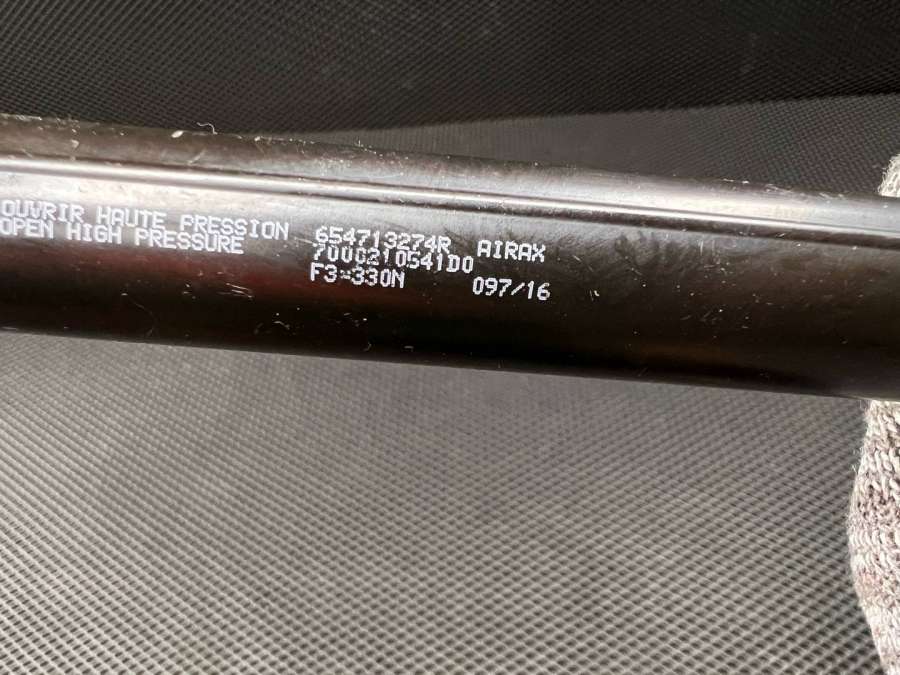 OUVRIR HAUTE PRESSION
OPEN HIGH PRESSURE
654713274R AIRAX
7000210541D0
F3=330N 097/16